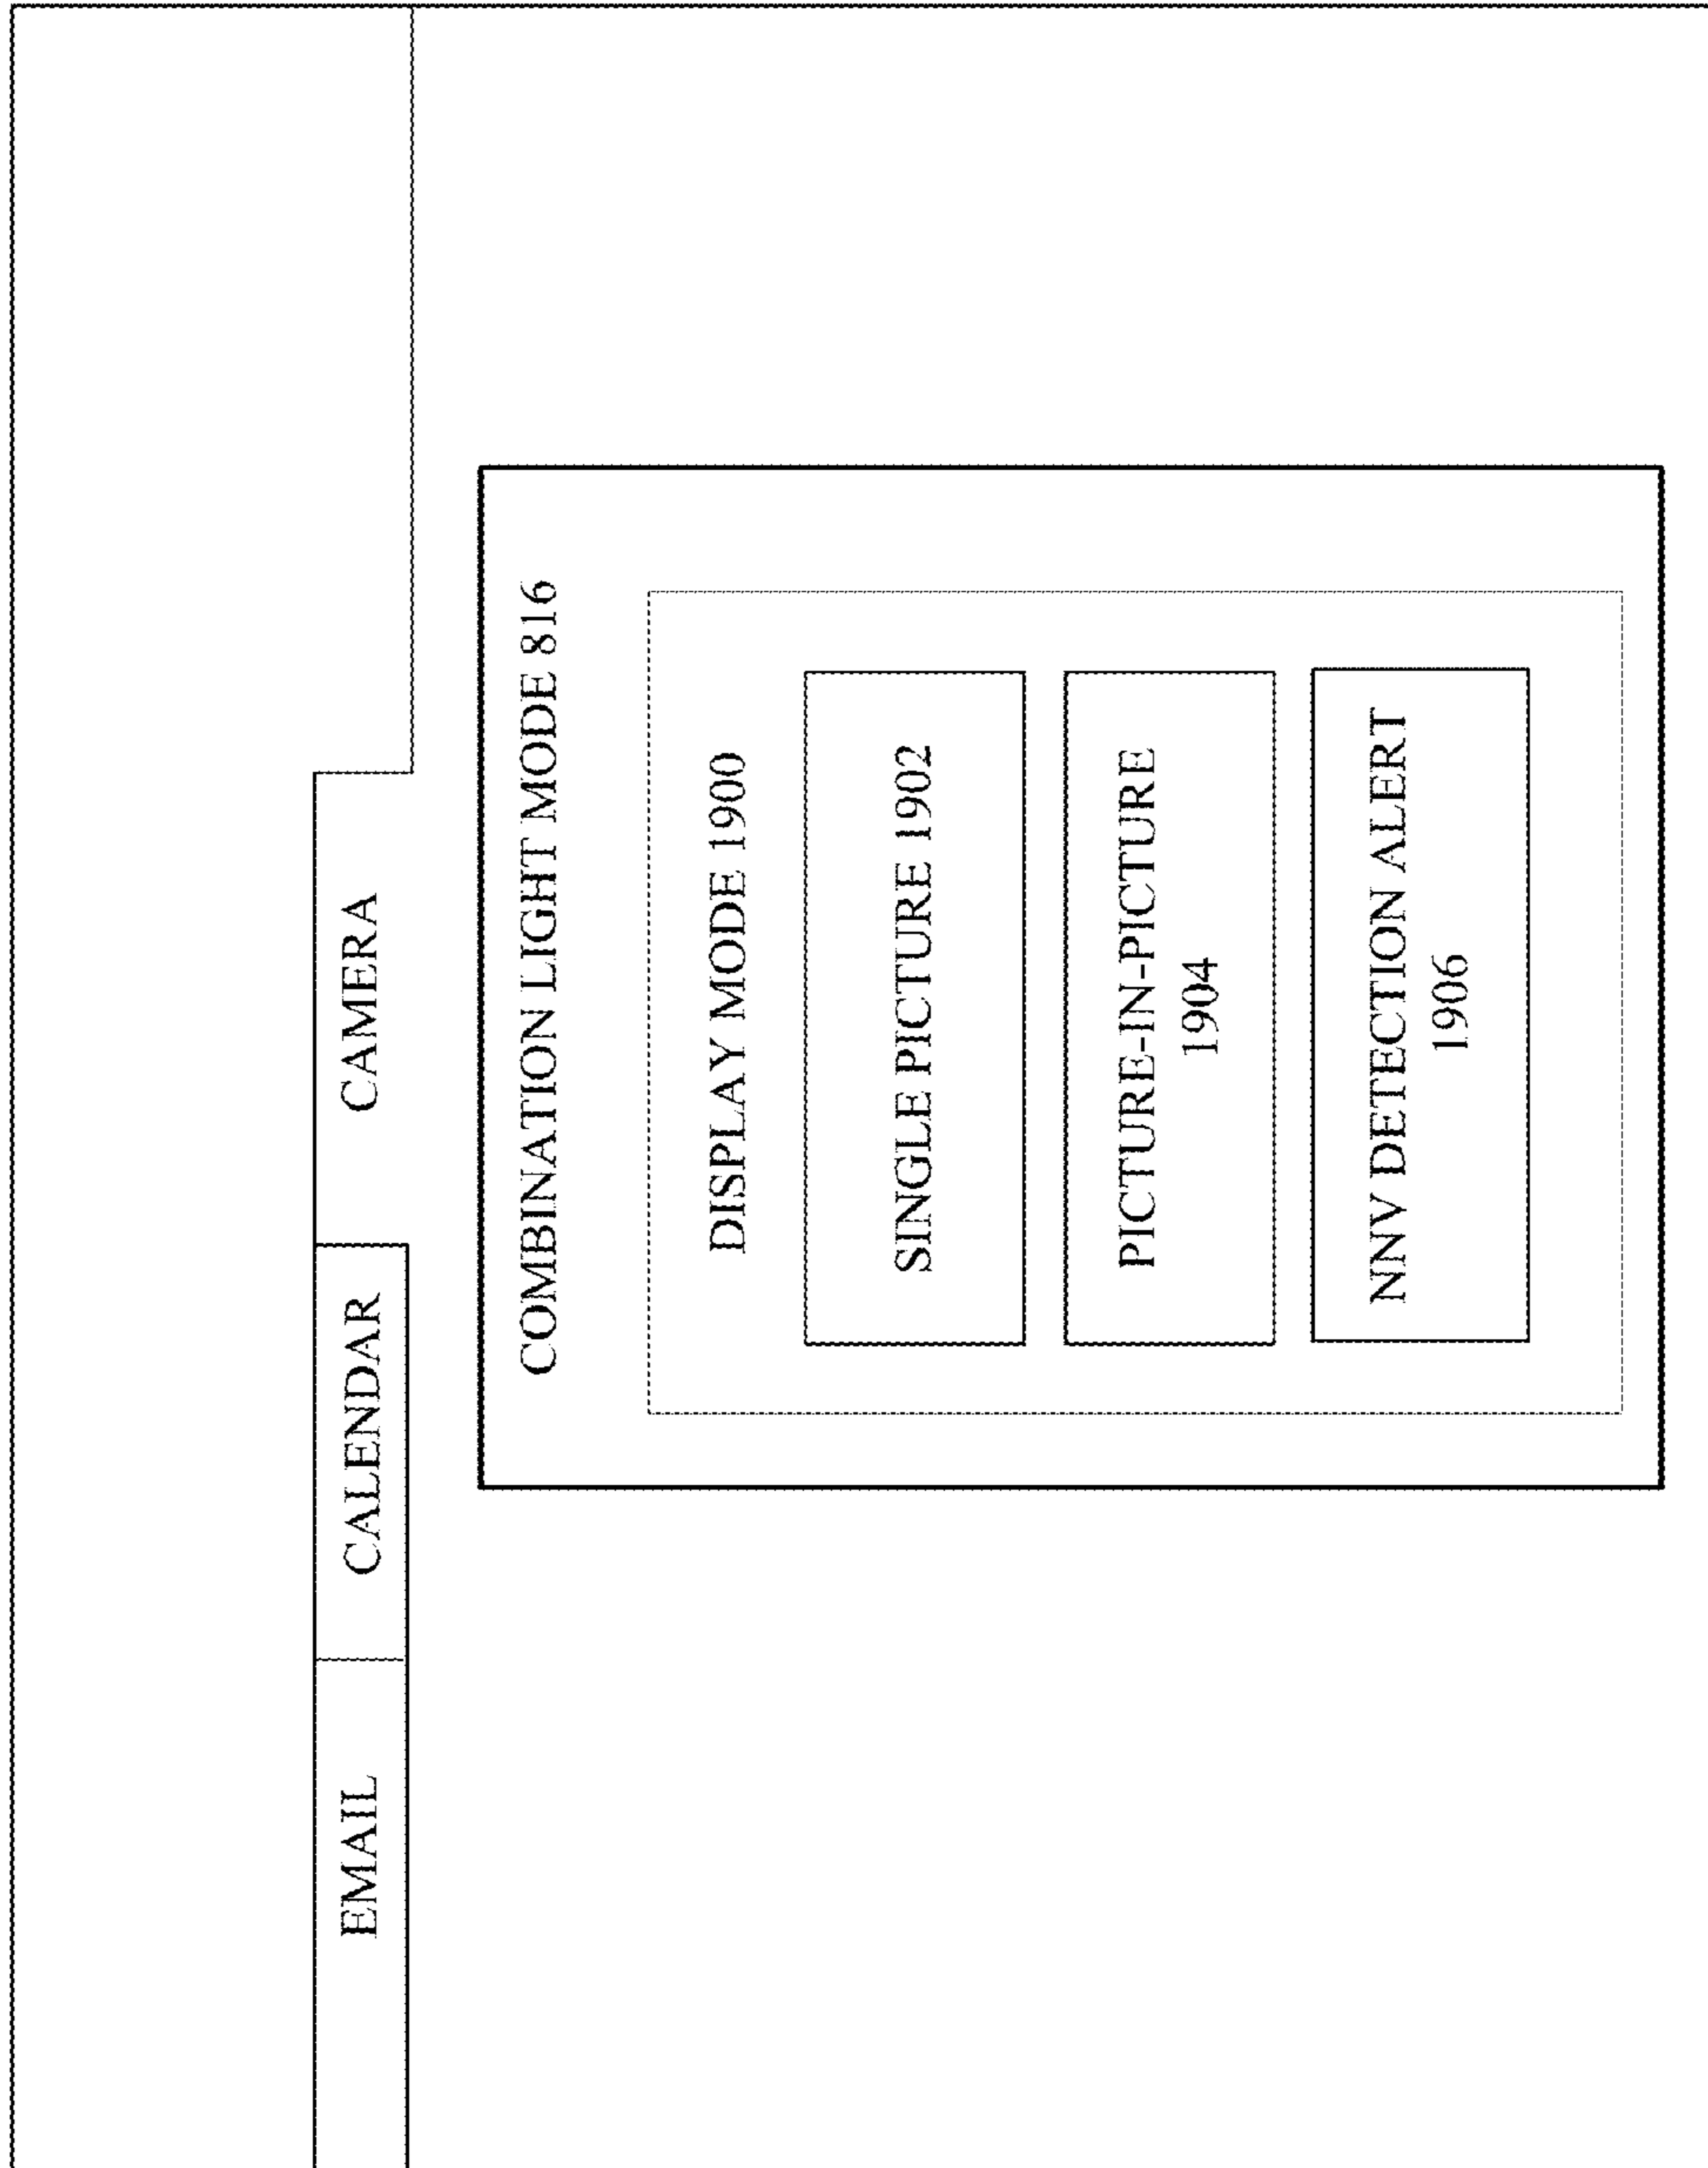 EMAIL
CALENDAR
CAMERA
COMBINATION LIGHT MODE 816
DISPLAY MODE 1900
SINGLE PICTURE 1902
PICTURE-IN-PICTURE
1904
NNV DETECTION ALERT
1906